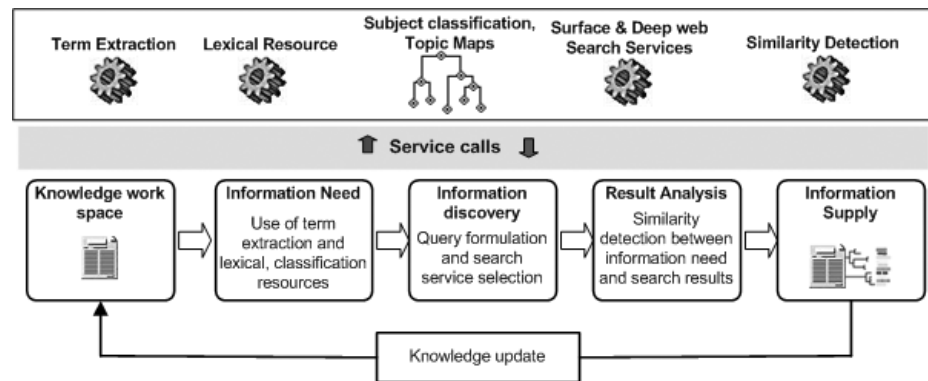 Term Extraction
Lexical Resource
Subject classification,
Topic Maps
Surface & Deep web
Search Services
Similarity Detection
Service calls
Knowledge work
space
Information Need
Use of term
extraction and
lexical, classification
resources
Information
discovery
Query formulation
and search
service selection
Result Analysis
Similarity
detection between
information need
and search results
Information
Supply
Knowledge update